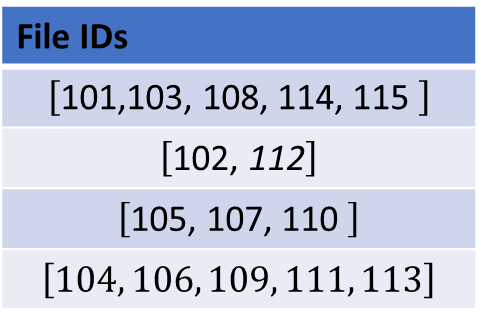 File IDs
[101,103, 108, 114, 115 ]
[102, 112]
[105, 107, 110 ]
[104, 106, 109, 111, 113]